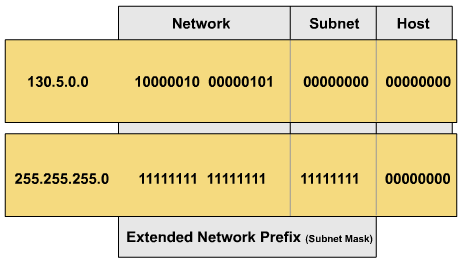 Network Subnet Host
130.5.0.0 10000010 00000101 00000000 00000000
255.255.255.0 11111111 11111111 11111111 00000000
Extended Network Prefix (Subnet Mask)